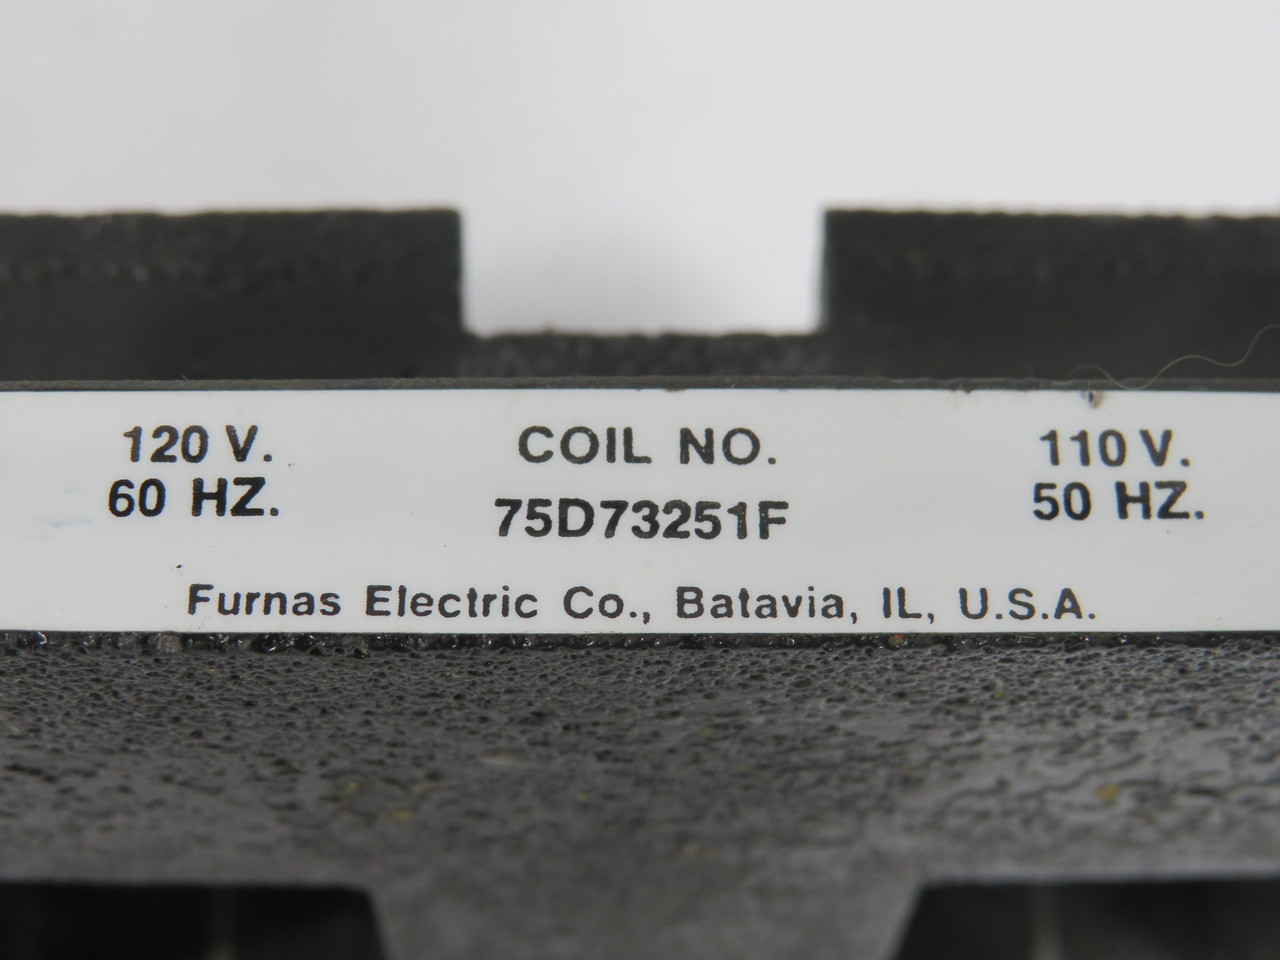 120 V.
60 HZ.
COIL NO.
75D73251F
110 V.
50 HZ.
Furnas Electric Co., Batavia, IL, U.S.A.